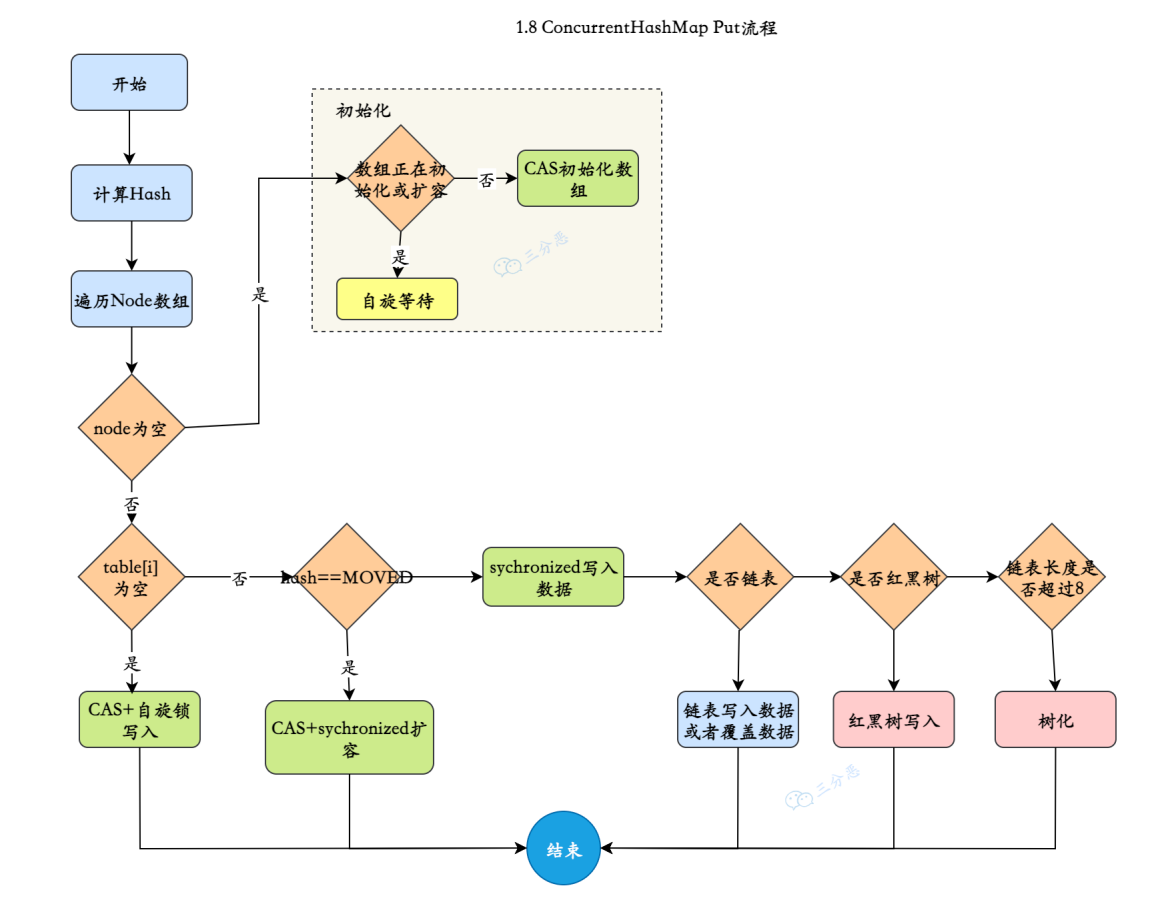 1.8 ConcurrentHashMap Put流程
开始
初始化
数组正在初
始化或扩容
否
CAS初始化数
组
计算Hash
是
三分恶
自旋等待
遍历Node数组
是
node为空
否
table[i]
为空
否
hash==MOVED
sychronized写入
数据
是否链表
是否红黑树
链表长度是
否超过8
是
是
CAS+自旋锁
写入
CAS+sychronized扩
容
链表写入数据
或者覆盖数据
红黑树写入
树化
三分恶
结束